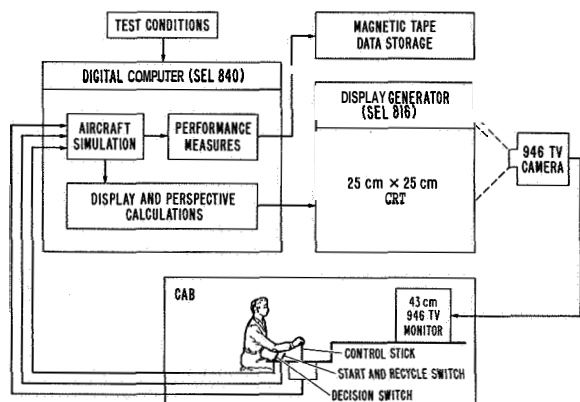 TEST CONDITIONS
MAGNETIC TAPE
DATA STORAGE
DIGITAL COMPUTER (SEL 840)
DISPLAY GENERATOR
(SEL 816)
AIRCRAFT
SIMULATION
PERFORMANCE
MEASURES
946 TV
CAMERA
DISPLAY AND PERSPECTIVE
CALCULATIONS
25 cm × 25 cm
CRT
CAB
43 cm
946 TV
MONITOR
CONTROL STICK
START AND RECYCLE SWITCH
DECISION SWITCH